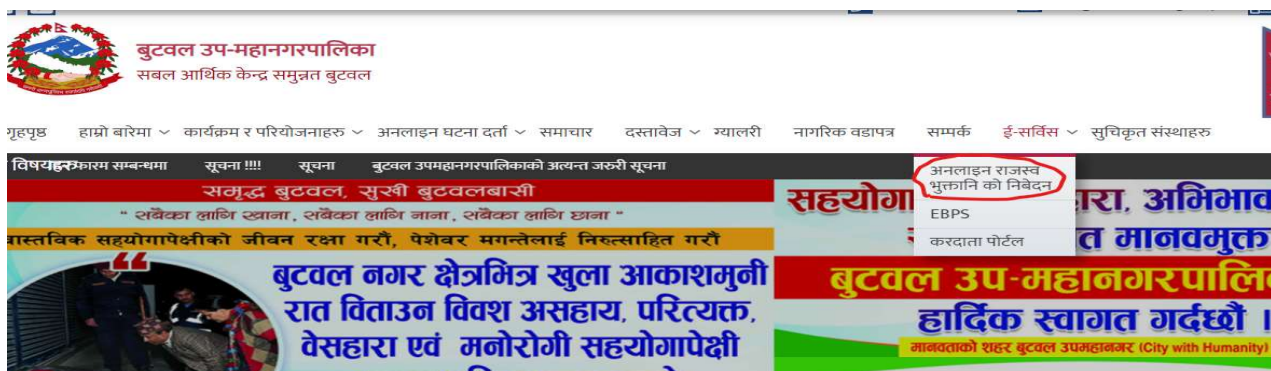 बुटवल उप-महानगरपालिका
सबल आर्थिक केन्द्र समुन्नत बुटवल
गृहपृष्ठ हाम्रो बारेमा कार्यक्रम र परियोजनाहरु अनलाइन घटना दर्ता समाचार दस्तावेज ग्यालरी नागरिक वडापत्र सम्पर्क ई-सर्विस सुचिकृत संस्थाहरु
फारम सम्बन्धमा सूचना !!!! सूचना बुटवल उपमहानगरपालिकाको अत्यन्त जरुरी सूचना
अनलाइन राजस्व
भुक्तानि को निबेदन
EBPS
करदाता पोर्टल
समृद्ध बुटवल, सुखी बुटवलबासी
" सबैका लागि खाना, सबैका लागि नाना, सबैका लागि छाना "
वास्तविक सहयोगापेक्षीको जीवन रक्षा गरौं, पेशेवर मगन्तेलाई निरुत्साहित गरौं
बुटवल नगर क्षेत्रभित्र खुला आकाशमुनी
रात विताउन विवश असहाय, परित्यक्त,
वेसहारा एवं मनोरोगी सहयोगापेक्षी
हार्दिक स्वागत गर्दछौं ।
मानवताको शहर बुटवल उपमहानगर (City with Humanity)